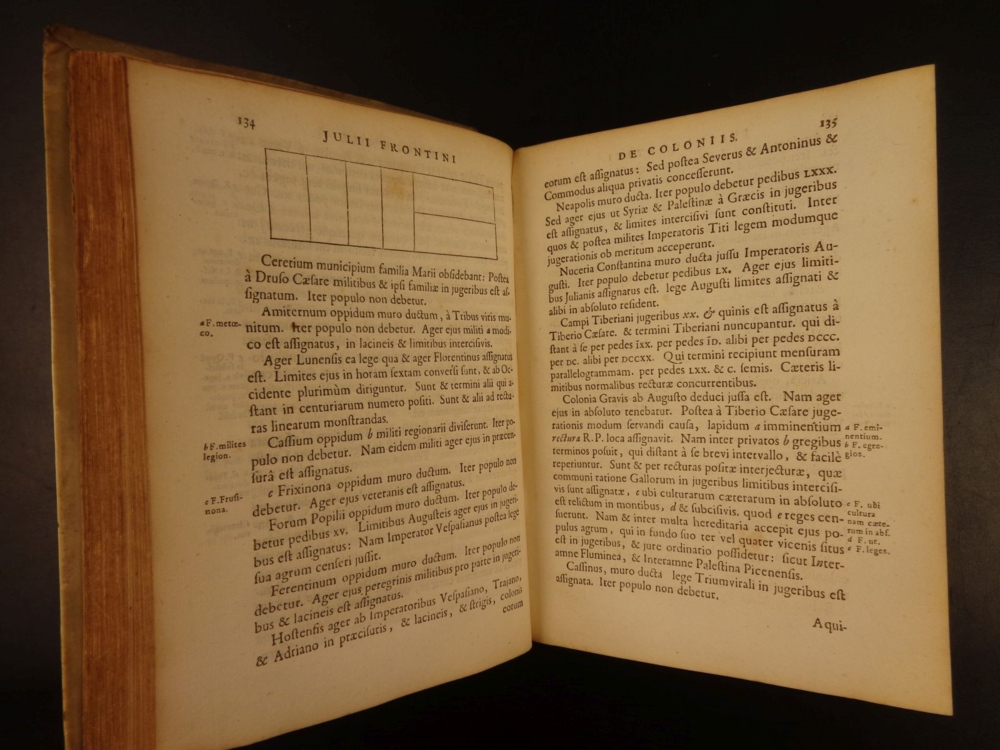 134
JULII FRONTINI
Ceretium municipium familia Marii obsidebant: Postea
à Druso Cæsare militibus & ipsi familiæ in jugeribus est as-
signatum. Iter populo non debetur.
Amiternum oppidum muro ductum, à Tribus vitis mu-
nitum. Iter populo non debetur. Ager ejus militi a modi-
co est assignatus, in lacineis & limitibus intercisivis.
Ager Lunensis ea lege qua & ager Florentinus assignatus
est. Limites ejus in horam sextam conversi sunt, & ab Oc-
cidente plurimùm diriguntur. Sunt & termini alii qui a-
stant in centuriarum numero positi. Sunt & alii ad rectu-
ras linearum monstrandas.
Cassium oppidum b militi regionarii diviserunt. Iter po-
pulo non debetur. Nam eidem militi ager ejus in præcen-
surâ est assignatus.
c Frixinona oppidum muro ductum. Iter populo non
debetur. Ager ejus veteranis est assignatus.
Forum Popilii oppidum muro ductum. Iter populo de-
betur pedibus xv. Limitibus Augusteis ager ejus in jugeri-
bus est assignatus: Nam Imperator Vespasianus postea lege
sua agrum censeri jussit.
Ferentinum oppidum muro ductum. Iter populo non
debetur. Ager ejus peregrinis militibus pro parte in jugeri-
bus & lacineis est assignatus.
Hostensis ager ab Imperatoribus Vespasiano, Trajano,
& Adriano in præcisuris, & lacineis, & strigis, colonis
eorum
a F. metœ-
co.
b F. milites
legion.
c F. Frusi-
nona.
DE COLONIIS.
135
eorum est assignatus: Sed postea Severus & Antoninus &
Commodus aliqua privatis concesserunt.
Neapolis muro ducta. Iter populo debetur pedibus LXXX.
Sed ager ejus ut Syriæ & Palestinæ à Græcis in jugeribus
est assignatus, & limites intercisivi sunt constituti. Inter
quos & postea milites Imperatoris Titi legem modumque
jugerationis ob meritum acceperunt.
Nuceria Constantina muro ducta jussu Imperatoris Au-
gusti. Iter populo debetur pedibus LX. Ager ejus limiti-
bus Julianis assignatus est. lege Augusti limites assignati &
alibi in absoluto resident.
Campi Tiberiani jugeribus xx. & quinis est assignatus à
Tiberio Cæsare. & termini Tiberiani nuncupantur. qui di-
stant à se per pedes īxx. per pedes īD. alibi per pedes DCCC.
per DC. alibi per DCCXX. Qui termini recipiunt mensuram
parallelogrammam. per pedes LXX. & c. semis. Cæteris li-
mitibus normalibus recturæ concurrentibus.
Colonia Gravis ab Augusto deduci jussa est. Nam ager
ejus in absoluto tenebatur. Postea à Tiberio Cæsare juge-
rationis modum servandi causa, lapidum a imminentium
rectura R.P. loca assignavit. Nam inter privatos b gregibus
terminos posuit, qui distant à se brevi intervallo, & facilè
reperiuntur. Sunt & per recturas positæ interjecturæ, quæ
communi ratione Gallorum in jugeribus limitibus intercisi-
vis sunt assignatæ, c ubi culturarum cæterarum in absoluto
est relictum in montibus, d & subcisivis. quod e reges cen-
suerunt. Nam & inter multa hereditaria accepit ejus po-
pulus agrum, qui in fundo suo ter vel quater vicenis situs
est in jugeribus, & jure ordinario possidetur: sicut Inter-
amne Fluminea, & Interamne Palestina Picenensis.
Cassinus, muro ducta lege Triumvirali in jugeribus est
assignata. Iter populo non debetur.
Aqui-
a F. emi-
nentium.
b F. egre-
gios.
c F. ubi
cultura
nam cæte-
rum in abs.
d F. ut.
e F. leges.